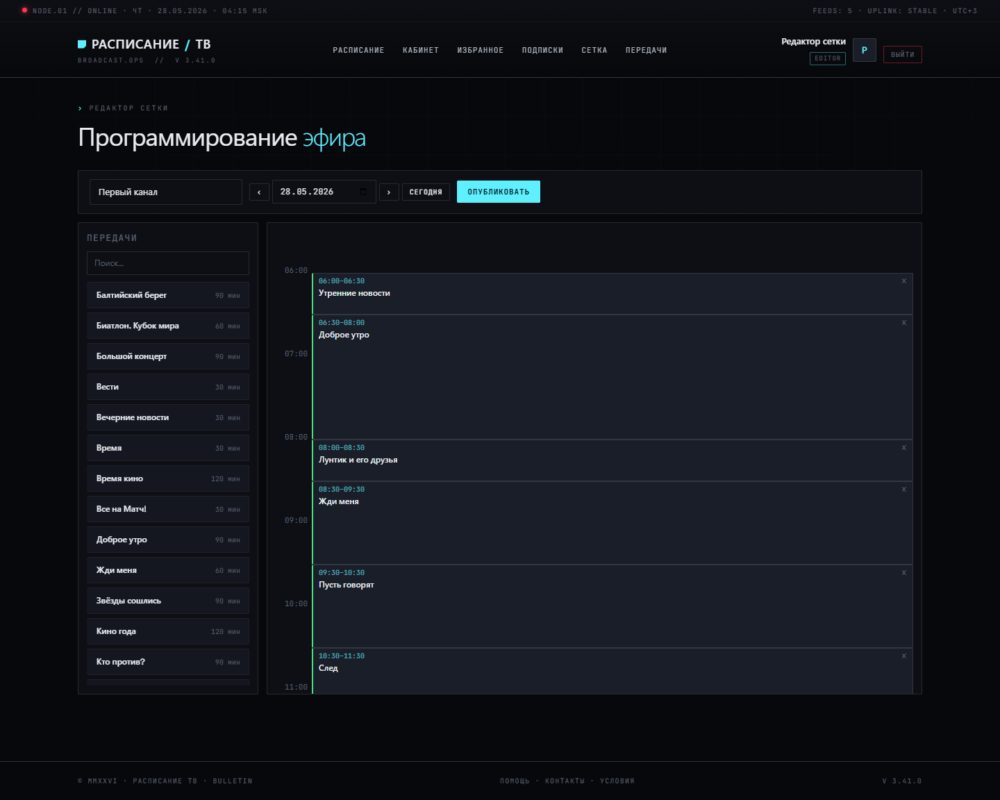 NODE.01 // ONLINE · ЧТ · 28.05.2026 · 04:15 MSK
FEEDS: 5 · UPLINK: STABLE · UTC+3
РАСПИСАНИЕ / ТВ
BROADCAST.OPS // V 3.41.0
РАСПИСАНИЕ КАБИНЕТ ИЗБРАННОЕ ПОДПИСКИ СЕТКА ПЕРЕДАЧИ
Редактор сетки
EDITOR
Р
ВЫЙТИ
› РЕДАКТОР СЕТКИ
Программирование эфира
Первый канал
‹
28.05.2026
›
СЕГОДНЯ
ОПУБЛИКОВАТЬ
ПЕРЕДАЧИ
Поиск...
Балтийский берег 90 мин
Биатлон. Кубок мира 60 мин
Большой концерт 90 мин
Вести 30 мин
Вечерние новости 30 мин
Время 30 мин
Время кино 120 мин
Все на Матч! 30 мин
Доброе утро 90 мин
Жди меня 60 мин
Звёзды сошлись 90 мин
Кино года 120 мин
Кто против? 90 мин
06:00
06:00–06:30 ×
Утренние новости
06:30–08:00 ×
Доброе утро
07:00
08:00
08:00–08:30 ×
Лунтик и его друзья
08:30–09:30 ×
Жди меня
09:00
09:30–10:30 ×
Пусть говорят
10:00
10:30–11:30 ×
След
11:00
© MMXXVI · РАСПИСАНИЕ ТВ · BULLETIN
ПОМОЩЬ · КОНТАКТЫ · УСЛОВИЯ
V 3.41.0